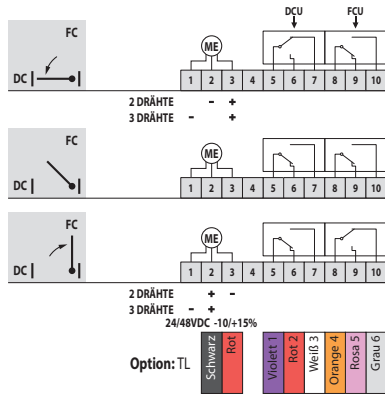 DCU FCU
FC
ME
DC
1 2 3 4 5 6 7 8 9 10
2 DRÄHTE - +
3 DRÄHTE - +
FC
ME
DC
1 2 3 4 5 6 7 8 9 10
FC
ME
DC
1 2 3 4 5 6 7 8 9 10
2 DRÄHTE + -
3 DRÄHTE - +
24/48VDC -10/+15%
Option: TL
Schwarz
Rot
Violett 1
Rot 2
Weiß 3
Orange 4
Rosa 5
Grau 6